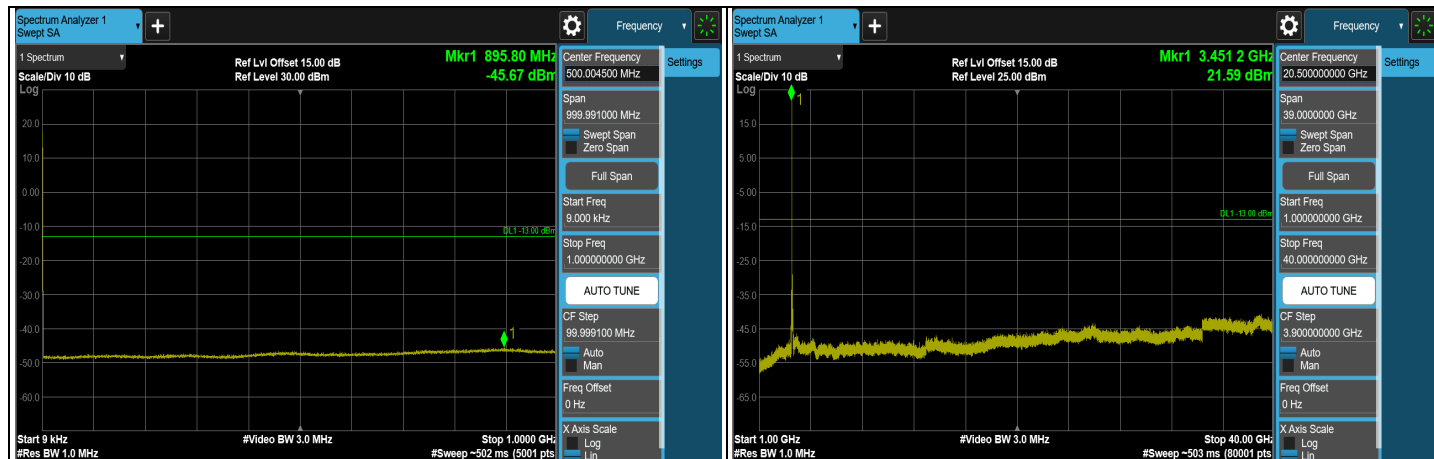 Spectrum Analyzer 1
Swept SA
+
Frequency
1 Spectrum
Scale/Div 10 dB
Log
Ref Lvl Offset 15.00 dB
Ref Level 30.00 dBm
Mkr1 895.80 MHz
-45.67 dBm
20.0
10.0
0.00
-10.0
-20.0
-30.0
-40.0
-50.0
-60.0
DL1 -13.00 dBm
1
Start 9 kHz
#Res BW 1.0 MHz
#Video BW 3.0 MHz
Stop 1.0000 GHz
#Sweep ~502 ms (5001 pts
Center Frequency
500.004500 MHz
Span
999.991000 MHz
Swept Span
Zero Span
Full Span
Start Freq
9.000 kHz
Stop Freq
1.000000000 GHz
AUTO TUNE
CF Step
99.999100 MHz
Auto
Man
Freq Offset
0 Hz
X Axis Scale
Log
Lin
Settings
Spectrum Analyzer 1
Swept SA
+
Frequency
1 Spectrum
Scale/Div 10 dB
Log
Ref Lvl Offset 15.00 dB
Ref Level 25.00 dBm
Mkr1 3.451 2 GHz
21.59 dBm
1
15.0
5.00
-5.00
-15.0
-25.0
-35.0
-45.0
-55.0
-65.0
DL1 -13.00 dBm
Start 1.00 GHz
#Res BW 1.0 MHz
#Video BW 3.0 MHz
Stop 40.00 GHz
#Sweep ~503 ms (80001 pts
Center Frequency
20.500000000 GHz
Span
39.0000000 GHz
Swept Span
Zero Span
Full Span
Start Freq
1.000000000 GHz
Stop Freq
40.000000000 GHz
AUTO TUNE
CF Step
3.900000000 GHz
Auto
Man
Freq Offset
0 Hz
X Axis Scale
Log
Lin
Settings